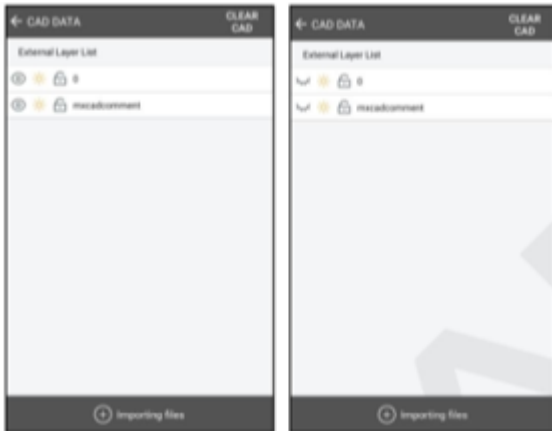 CAD DATA
CLEAR
CAD
External Layer List
0
mxcadcomment
Importing files
CAD DATA
CLEAR
CAD
External Layer List
0
mxcadcomment
Importing files